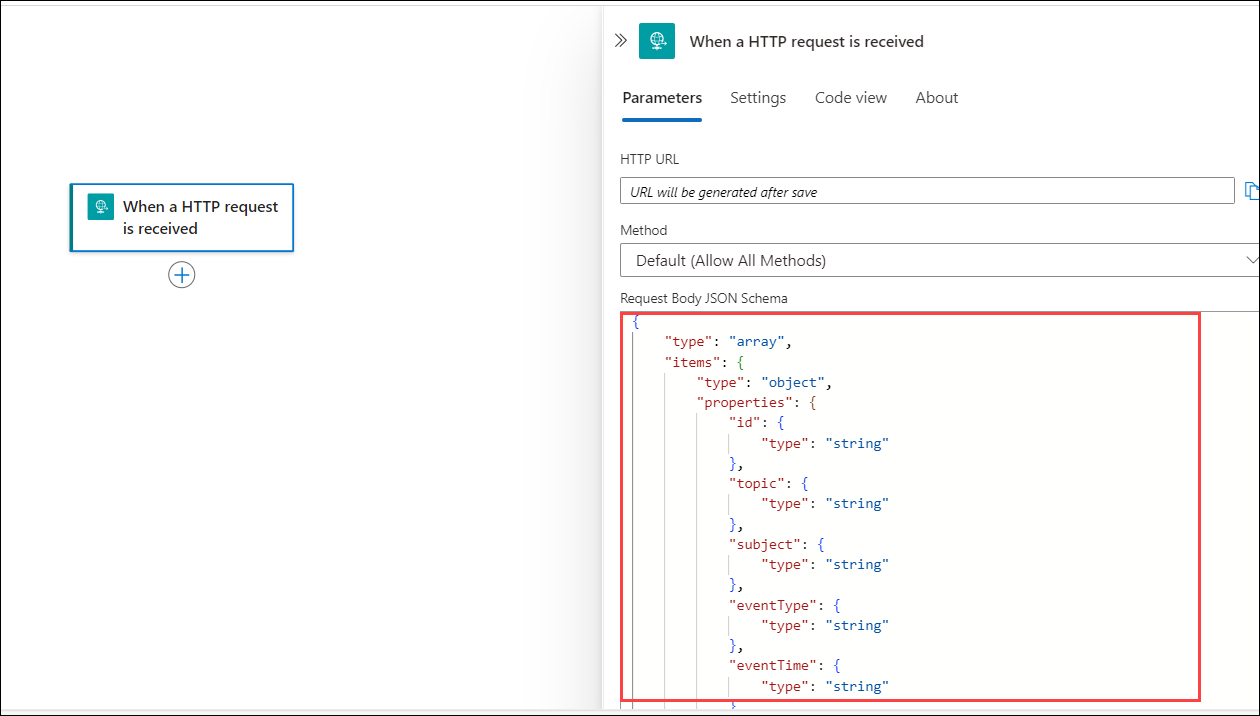 When a HTTP request
is received
When a HTTP request is received
Parameters Settings Code view About
HTTP URL
URL will be generated after save
Method
Default (Allow All Methods)
Request Body JSON Schema
{
    "type": "array",
    "items": {
        "type": "object",
        "properties": {
            "id": {
                "type": "string"
            },
            "topic": {
                "type": "string"
            },
            "subject": {
                "type": "string"
            },
            "eventType": {
                "type": "string"
            },
            "eventTime": {
                "type": "string"
            }